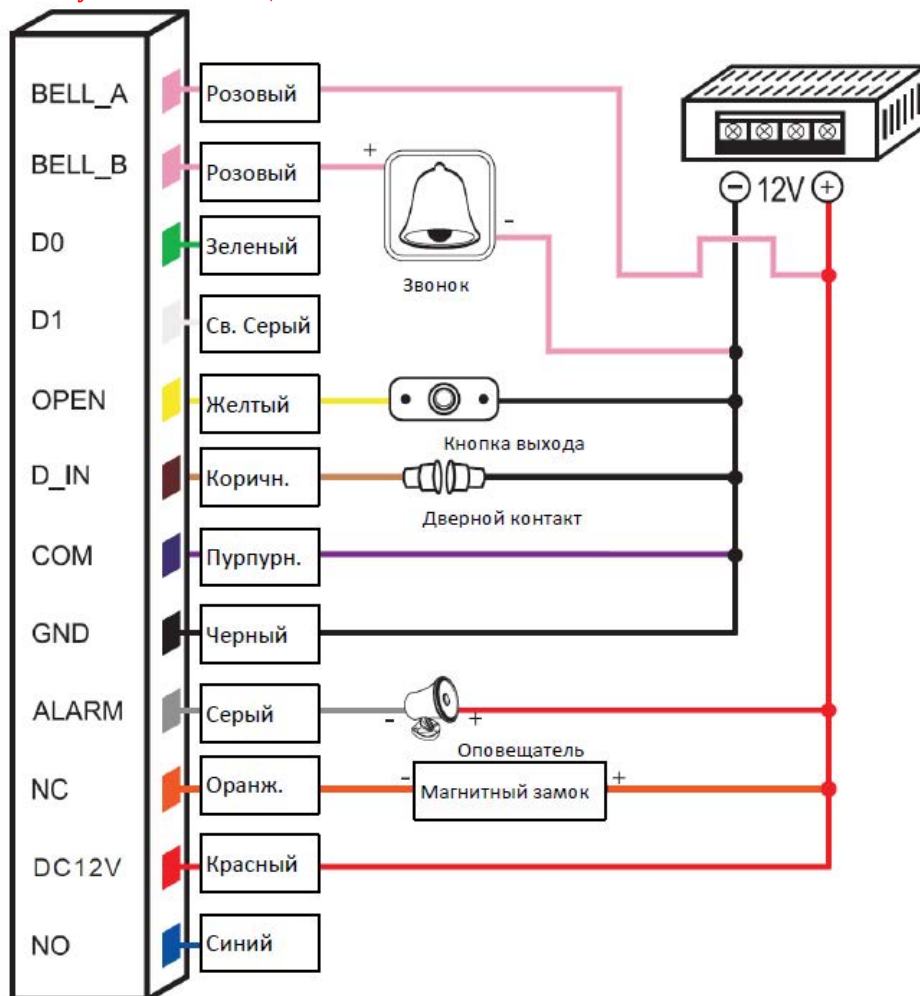 BELL_A Розовый
BELL_B Розовый +
D0 Зеленый -
− 12V +
Звонок
D1 Св. Серый
OPEN Желтый
Кнопка выхода
D_IN Коричн.
Дверной контакт
COM Пурпурн.
GND Черный
ALARM Серый - +
Оповещатель
NC Оранж. - Магнитный замок +
DC12V Красный
NO Синий